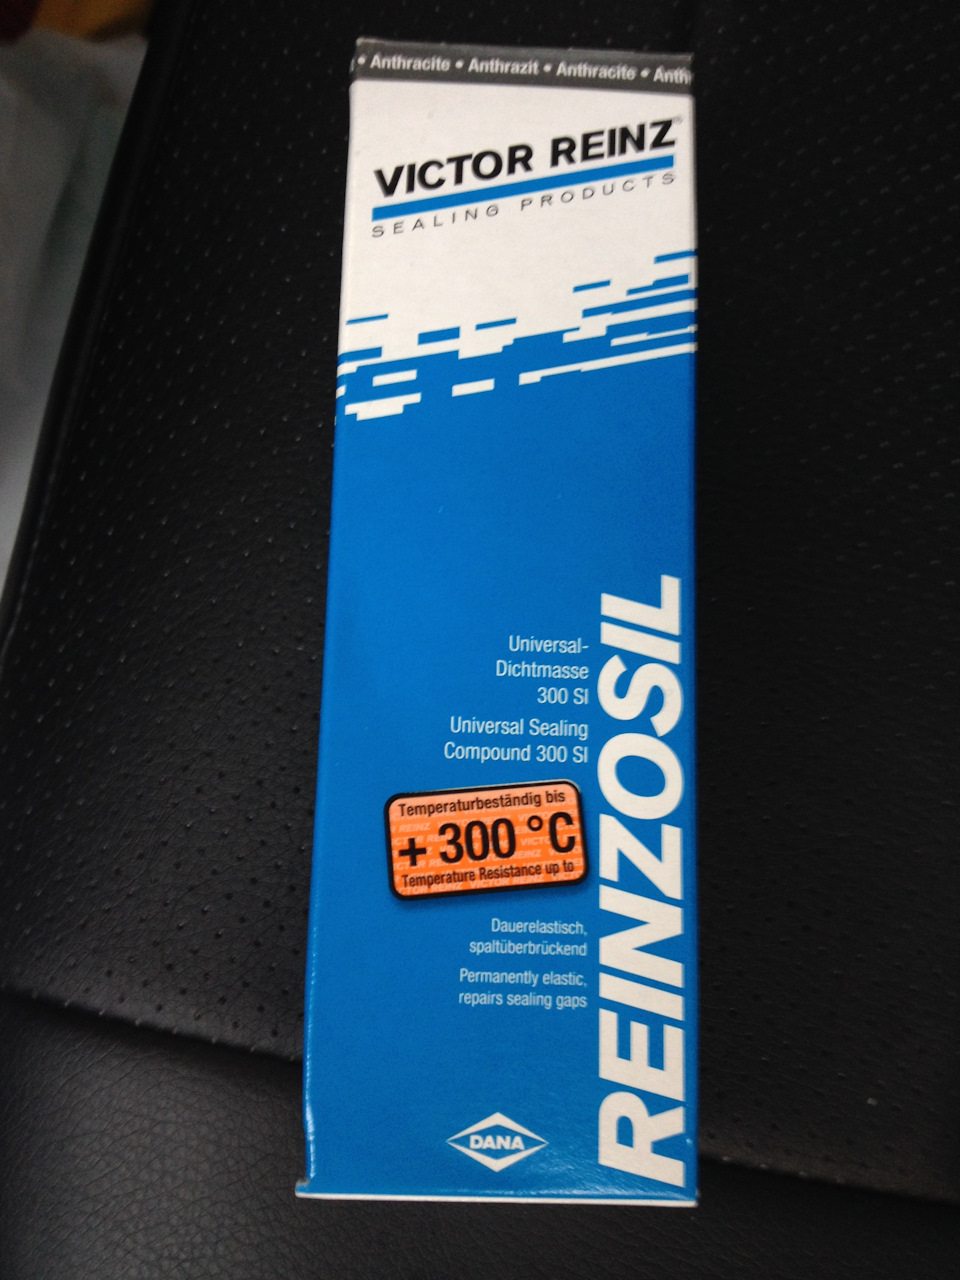 • Anthracite • Anthrazit • Anthracite • Anth
VICTOR REINZ®
SEALING PRODUCTS
Universal-
Dichtmasse
300 SI
Universal Sealing
Compound 300 SI
Temperaturbeständig bis
+ 300 °C
Temperature Resistance up to
Dauerelastisch,
spaltüberbrückend
Permanently elastic,
repairs sealing gaps
REINZOSIL
DANA